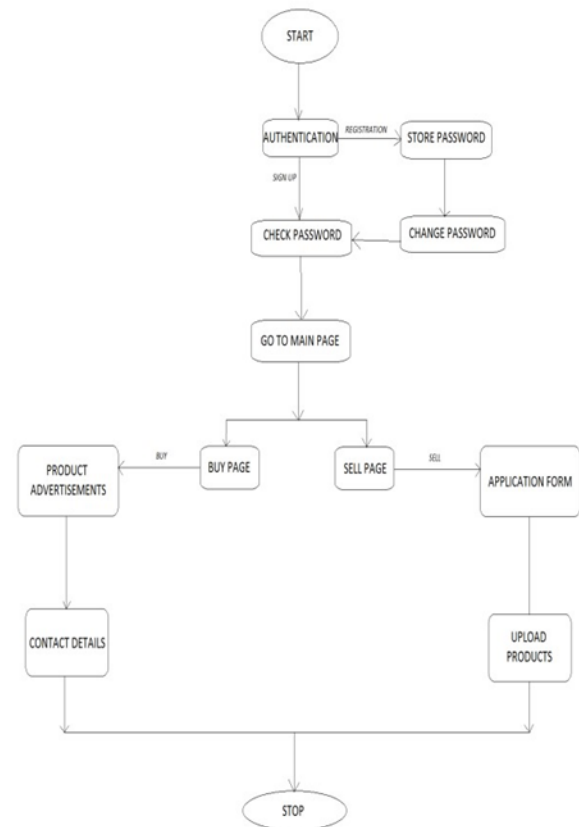 START
AUTHENTICATION
REGISTRATION
STORE PASSWORD
SIGN UP
CHECK PASSWORD
CHANGE PASSWORD
GO TO MAIN PAGE
PRODUCT
ADVERTISEMENTS
BUY
BUY PAGE
SELL PAGE
SELL
APPLICATION FORM
CONTACT DETAILS
UPLOAD
PRODUCTS
STOP